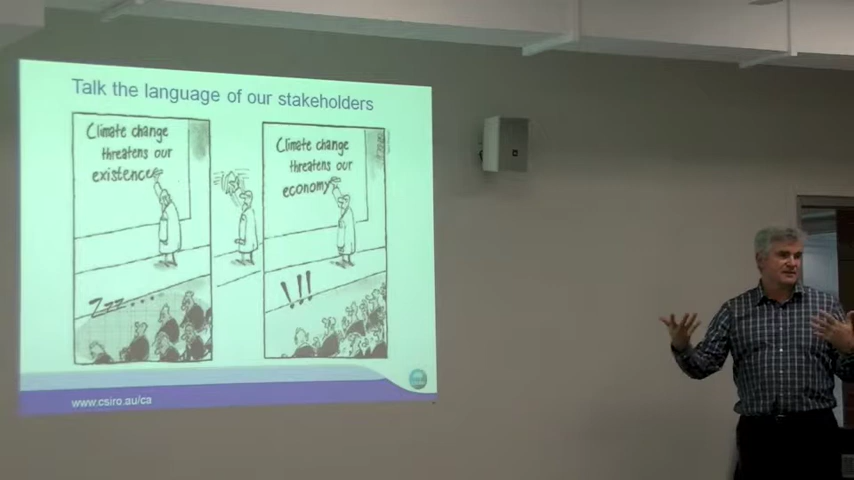 Talk the language of our stakeholders
Climate change
threatens our
existence
Climate change
threatens our
economy
Zzz....
!!!
www.csiro.au/ca